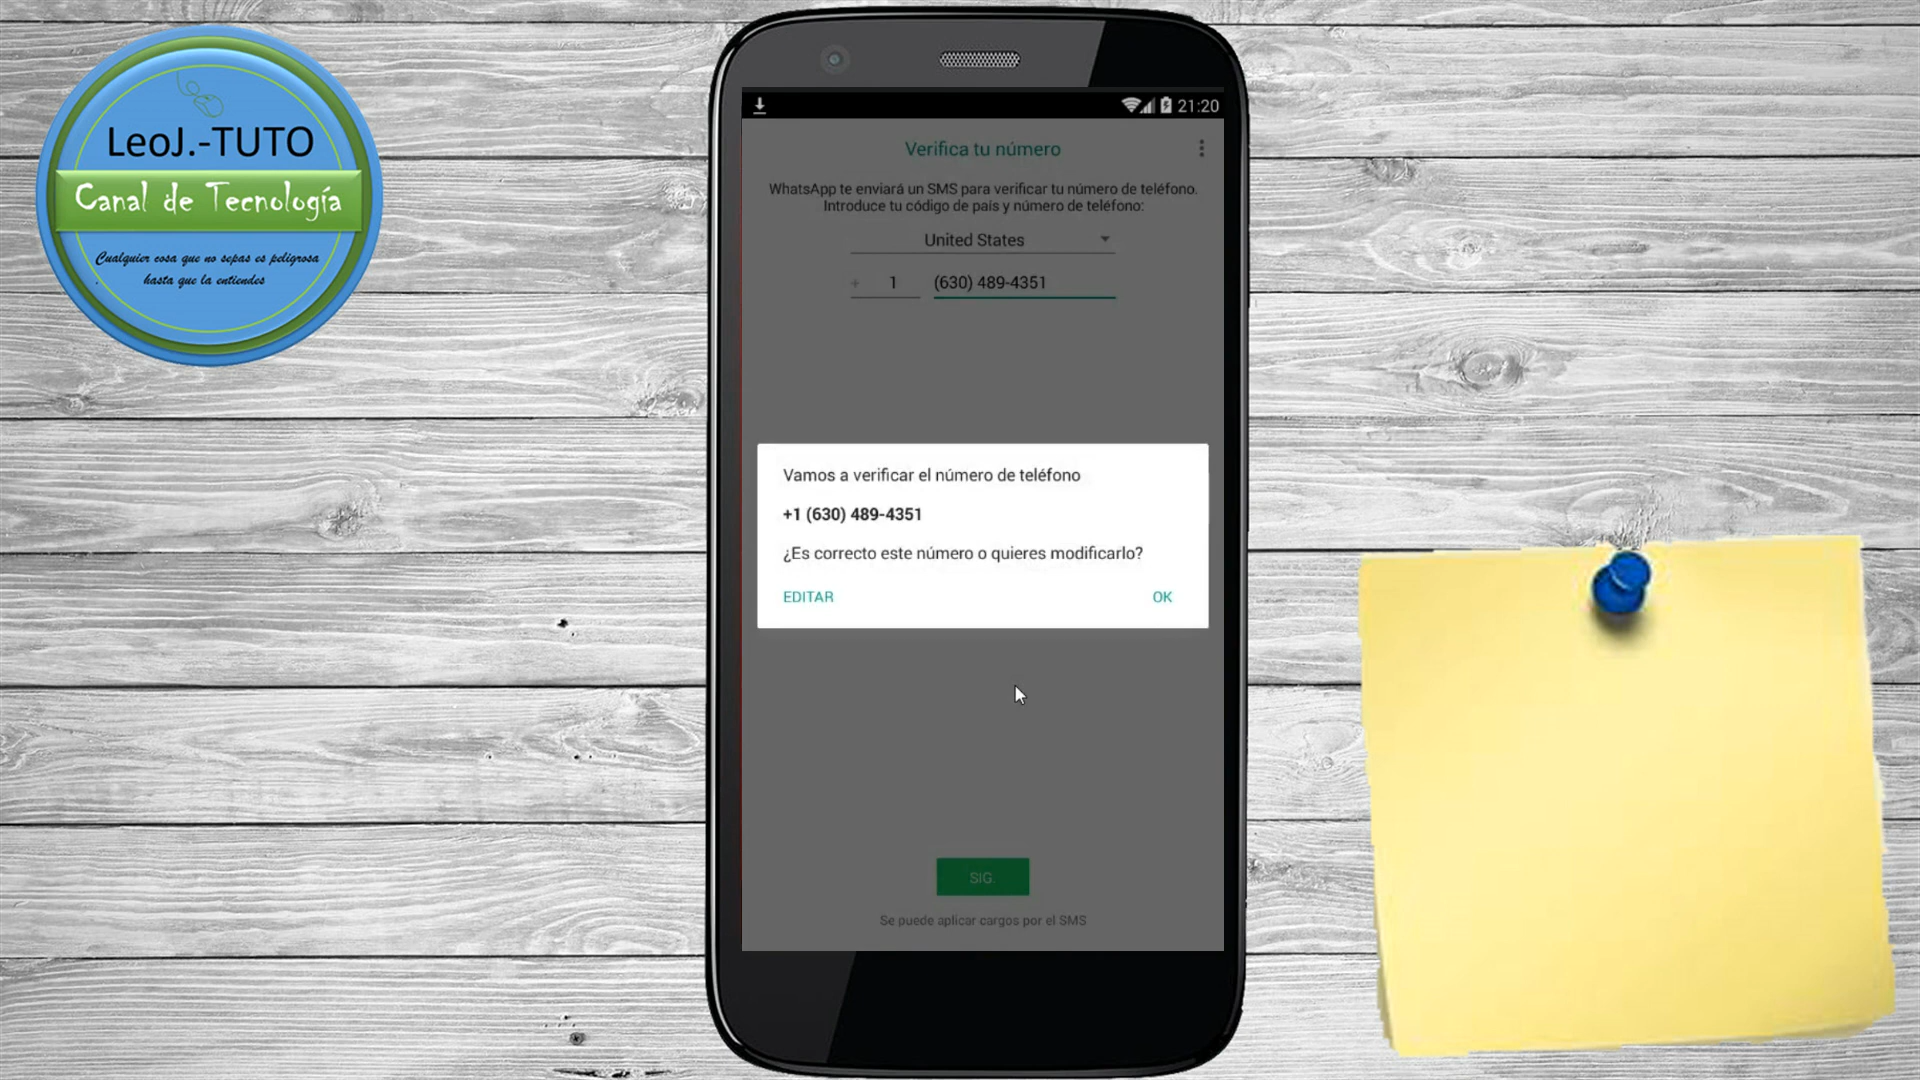 LeoJ.-TUTO
Canal de Tecnología
Cualquier cosa que no sepas es peligrosa
hasta que la entiendes
21:20
Verifica tu número
WhatsApp te enviará un SMS para verificar tu número de teléfono.
Introduce tu código de país y número de teléfono:
United States
+ 1 (630) 489-4351
Vamos a verificar el número de teléfono
+1 (630) 489-4351
¿Es correcto este número o quieres modificarlo?
EDITAR OK
SIG.
Se puede aplicar cargos por el SMS